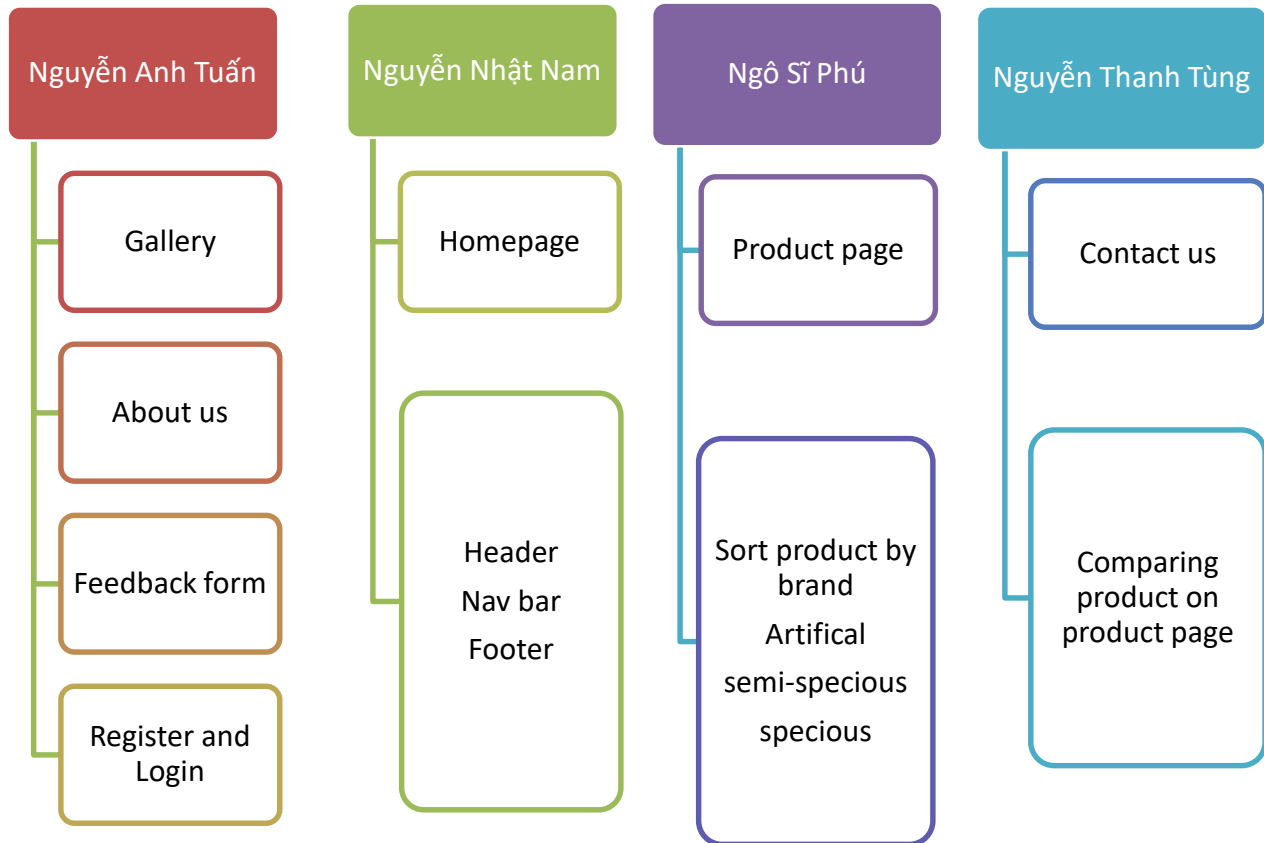 Nguyễn Anh Tuấn
Gallery
About us
Feedback form
Register and
Login
Nguyễn Nhật Nam
Homepage
Header
Nav bar
Footer
Ngô Sĩ Phú
Product page
Sort product by
brand
Artifical
semi-specious
specious
Nguyễn Thanh Tùng
Contact us
Comparing
product on
product page